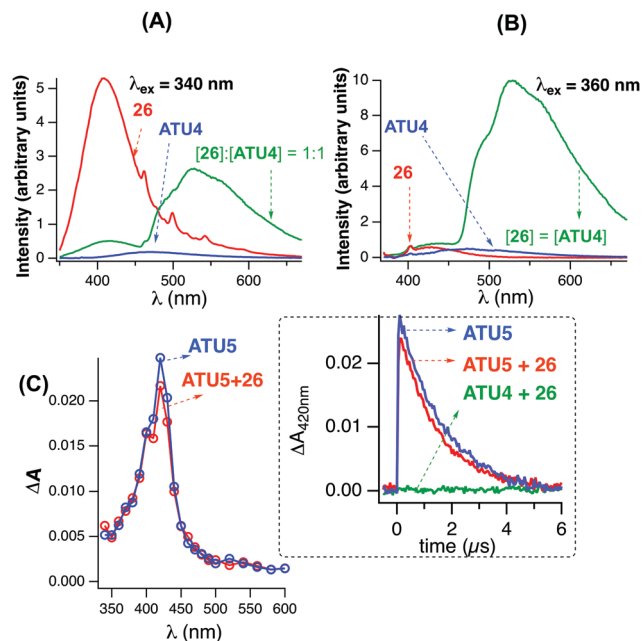 (A)
(B)
Intensity (arbitrary units)
5
4
3
2
1
0
λex = 340 nm
26
ATU4
[26]:[ATU4] = 1:1
400
500
600
λ (nm)
Intensity (arbitrary units)
10
8
6
4
2
0
λex = 360 nm
ATU4
26
[26] = [ATU4]
400
500
600
λ (nm)
(C)
ΔA
0.020
0.015
0.010
0.005
0.000
ATU5
ATU5+26
350
400
450
500
550
600
λ (nm)
ΔA420nm
0.02
0.01
0.00
ATU5
ATU5 + 26
ATU4 + 26
0
2
4
6
time (μs)